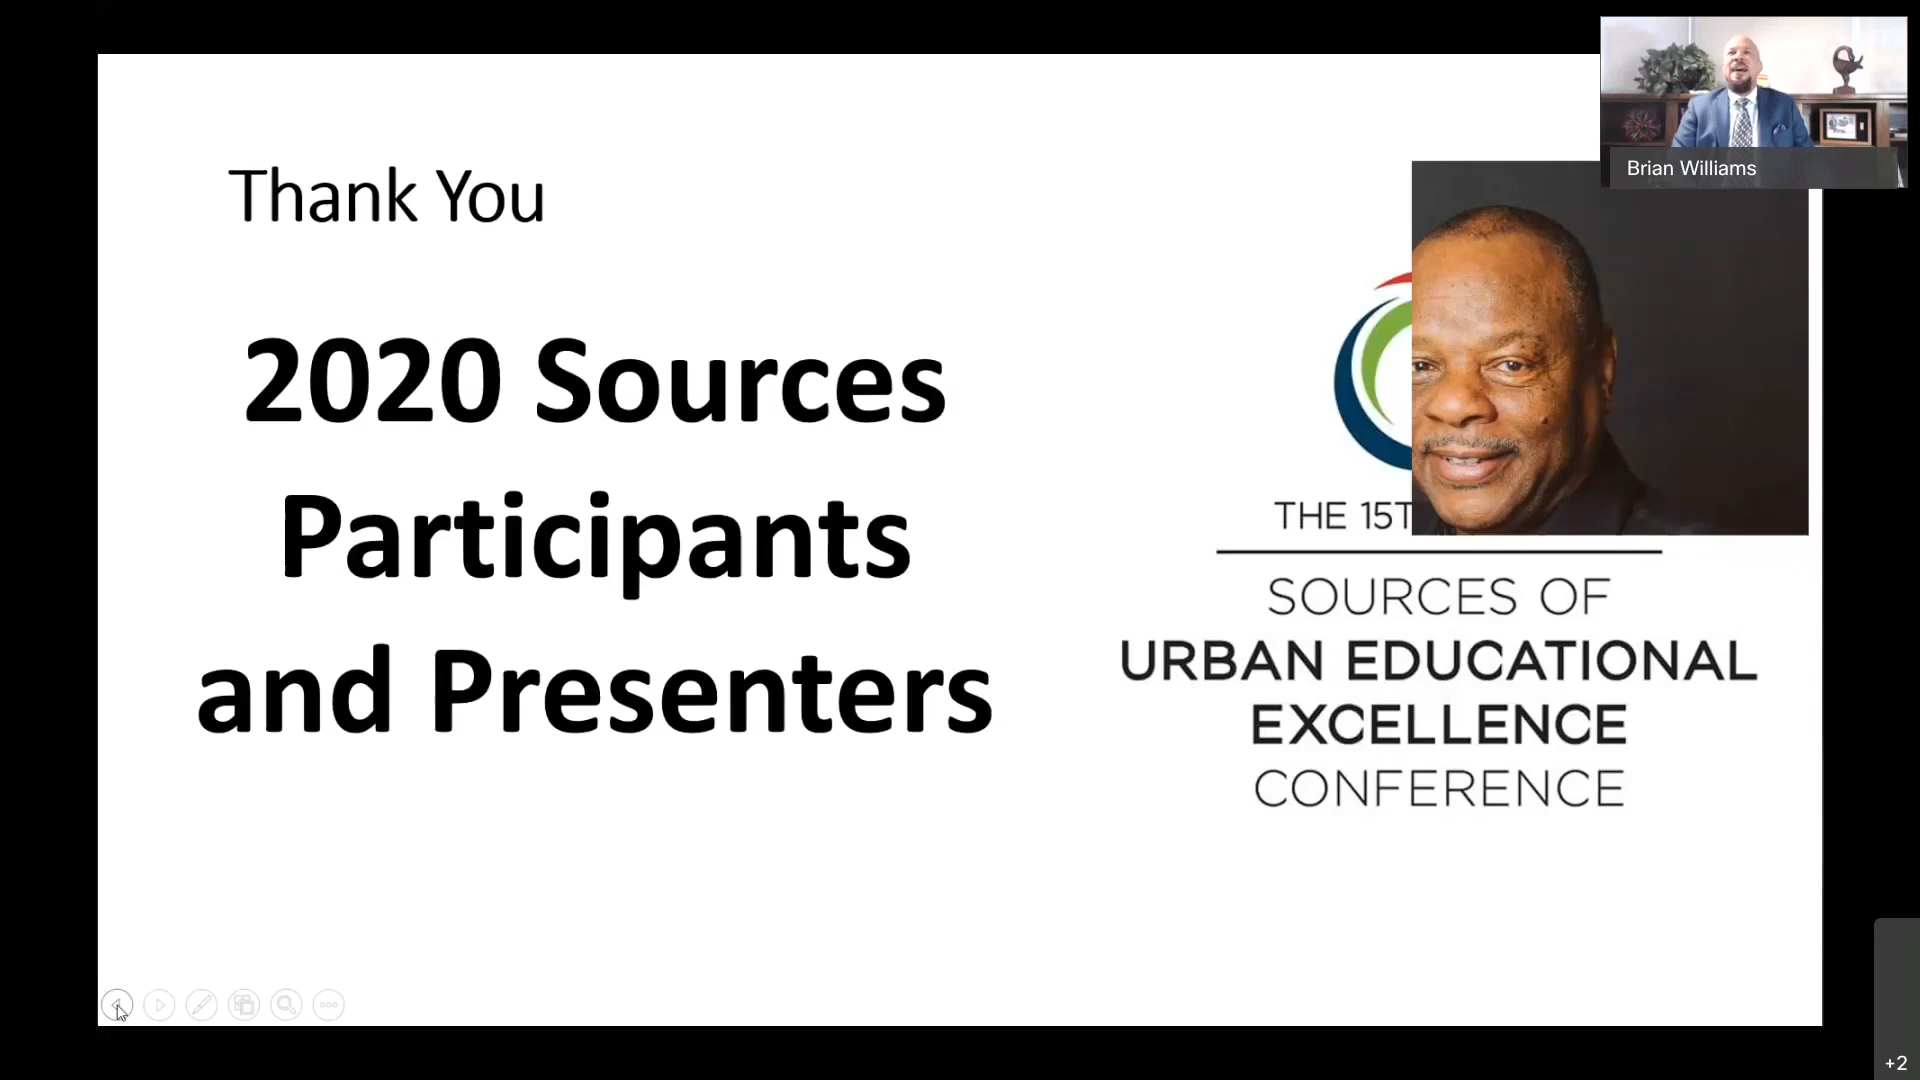 Brian Williams
Thank You
2020 Sources
Participants
and Presenters
THE 15T
SOURCES OF
URBAN EDUCATIONAL
EXCELLENCE
CONFERENCE
+2